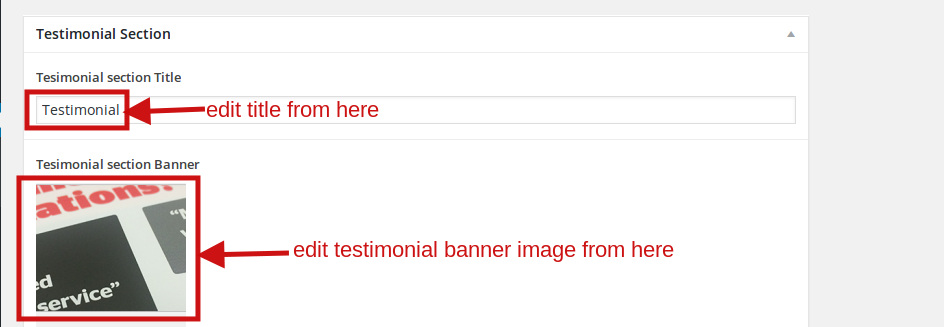 Testimonial Section
Tesimonial section Title
Testimonial
edit title from here
Tesimonial section Banner
ations!
"N
edit testimonial banner image from here
ed
service"